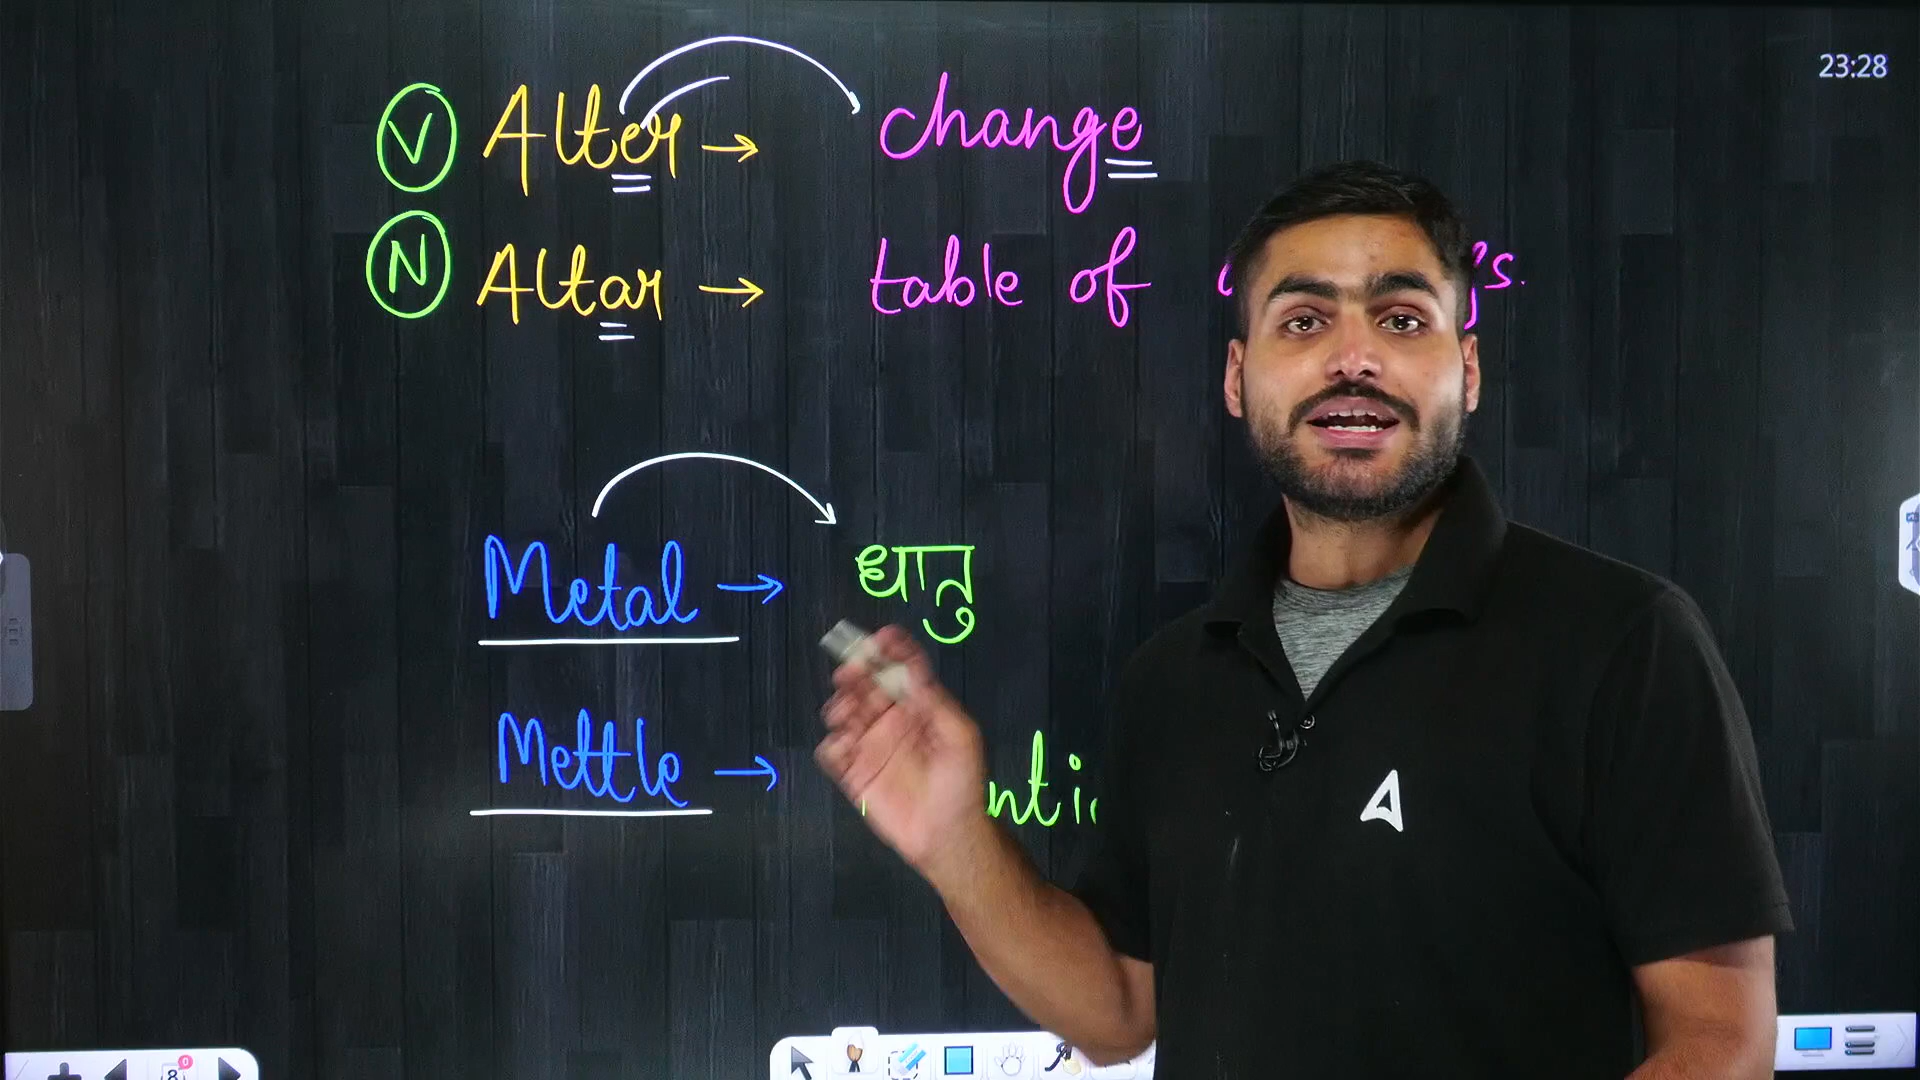 23:28
V Alter → change
N Altar → table of
Metal → धातु
Mettle →